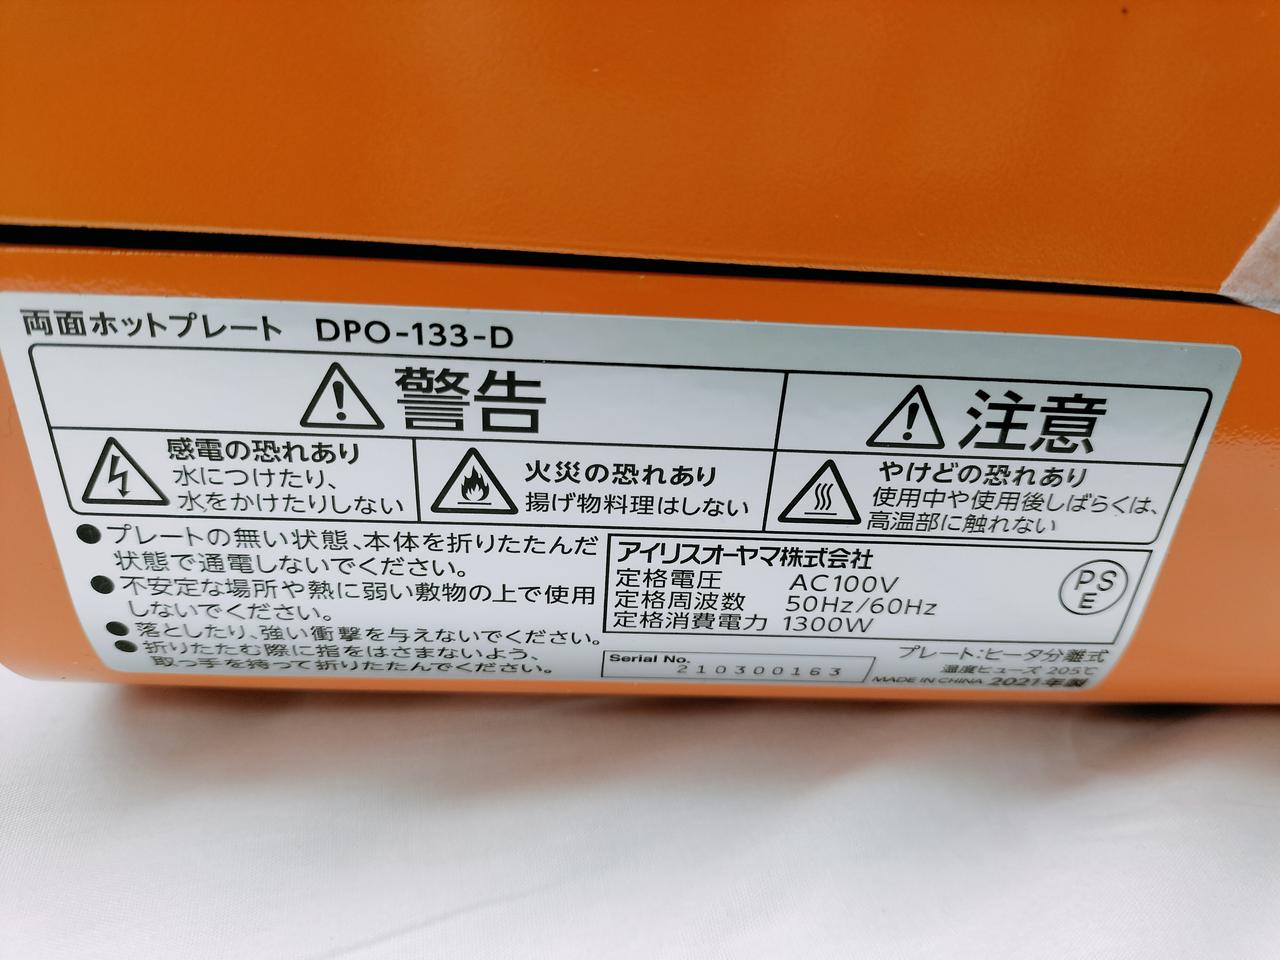 両面ホットプレート DPO-133-D
警告
注意
感電の恐れあり
水につけたり、
水をかけたりしない
火災の恐れあり
揚げ物料理はしない
やけどの恐れあり
使用中や使用後しばらくは、
高温部に触れない
●プレートの無い状態、本体を折りたたんだ
状態で通電しないでください。
●不安定な場所や熱に弱い敷物の上で使用
しないでください。
●落としたり、強い衝撃を与えないでください。
●折りたたむ際に指をはさまないよう、
取っ手を持って折りたたんでください。
アイリスオーヤマ株式会社
定格電圧 AC100V
定格周波数 50Hz/60Hz
定格消費電力 1300W
PS
E
Serial No.
210300163
プレート:ヒータ分離式
温度ヒューズ 205℃
MADE IN CHINA 2021年製